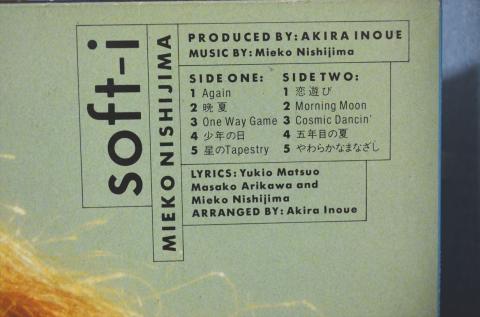 soft-i
MIEKO NISHIJIMA
PRODUCED BY: AKIRA INOUE
MUSIC BY: Mieko Nishijima
SIDE ONE:
1 Again
2 晩夏
3 One Way Game
4 少年の日
5 星のTapestry
SIDE TWO:
1 恋遊び
2 Morning Moon
3 Cosmic Dancin'
4 五年目の夏
5 やわらかなまなざし
LYRICS: Yukio Matsuo
Masako Arikawa and
Mieko Nishijima
ARRANGED BY: Akira Inoue